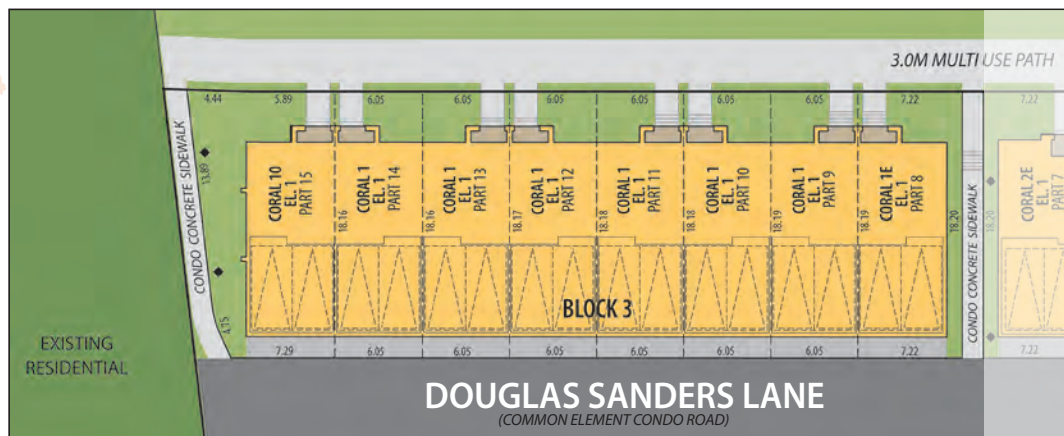 3.0M MULTI USE PATH
4.44
5.89
6.05
6.05
6.05
6.05
6.05
6.05
7.22
7.22
CONDO CONCRETE SIDEWALK
13.89
4.15
CORAL 10
EL. 1
PART 15
18.16
CORAL 1
EL. 1
PART 14
18.16
CORAL 1
EL. 1
PART 13
18.17
CORAL 1
EL. 1
PART 12
18.18
CORAL 1
EL. 1
PART 11
18.18
CORAL 1
EL. 1
PART 10
18.19
CORAL 1
EL. 1
PART 9
18.19
CORAL 1E
EL. 1
PART 8
18.20
CONDO CONCRETE SIDEWALK
18.20
CORAL 2E
EL. 1
PART 7
BLOCK 3
EXISTING
RESIDENTIAL
7.29
6.05
6.05
6.05
6.05
6.05
6.05
7.22
7.22
DOUGLAS SANDERS LANE
(COMMON ELEMENT CONDO ROAD)